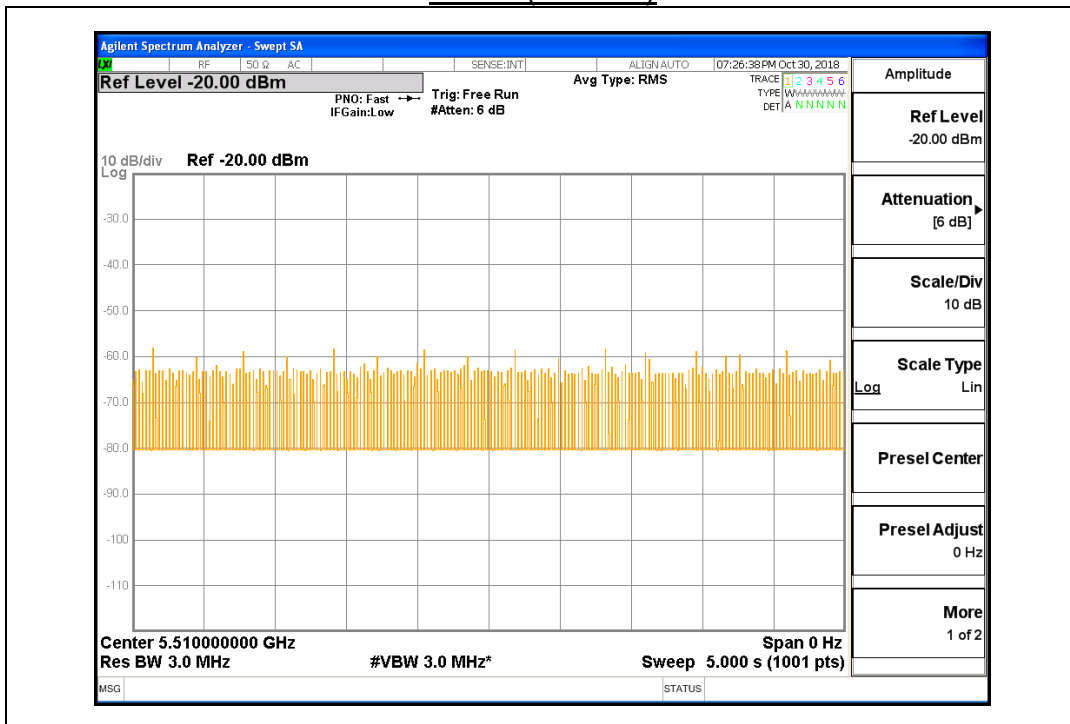 Agilent Spectrum Analyzer - Swept SA
LXI RF 50 Ω AC SENSE:INT ALIGN AUTO 07:26:38 PM Oct 30, 2018
Ref Level -20.00 dBm
PNO: Fast
IFGain:Low
Trig: Free Run
#Atten: 6 dB
Avg Type: RMS
TRACE 1 2 3 4 5 6
TYPE WWWWWW
DET A N N N N N
10 dB/div Ref -20.00 dBm
Log
-30.0
-40.0
-50.0
-60.0
-70.0
-80.0
-90.0
-100
-110
Center 5.510000000 GHz Span 0 Hz
Res BW 3.0 MHz #VBW 3.0 MHz* Sweep 5.000 s (1001 pts)
MSG STATUS
Amplitude
Ref Level
-20.00 dBm
Attenuation
[6 dB]
Scale/Div
10 dB
Scale Type
Log Lin
Presel Center
Presel Adjust
0 Hz
More
1 of 2